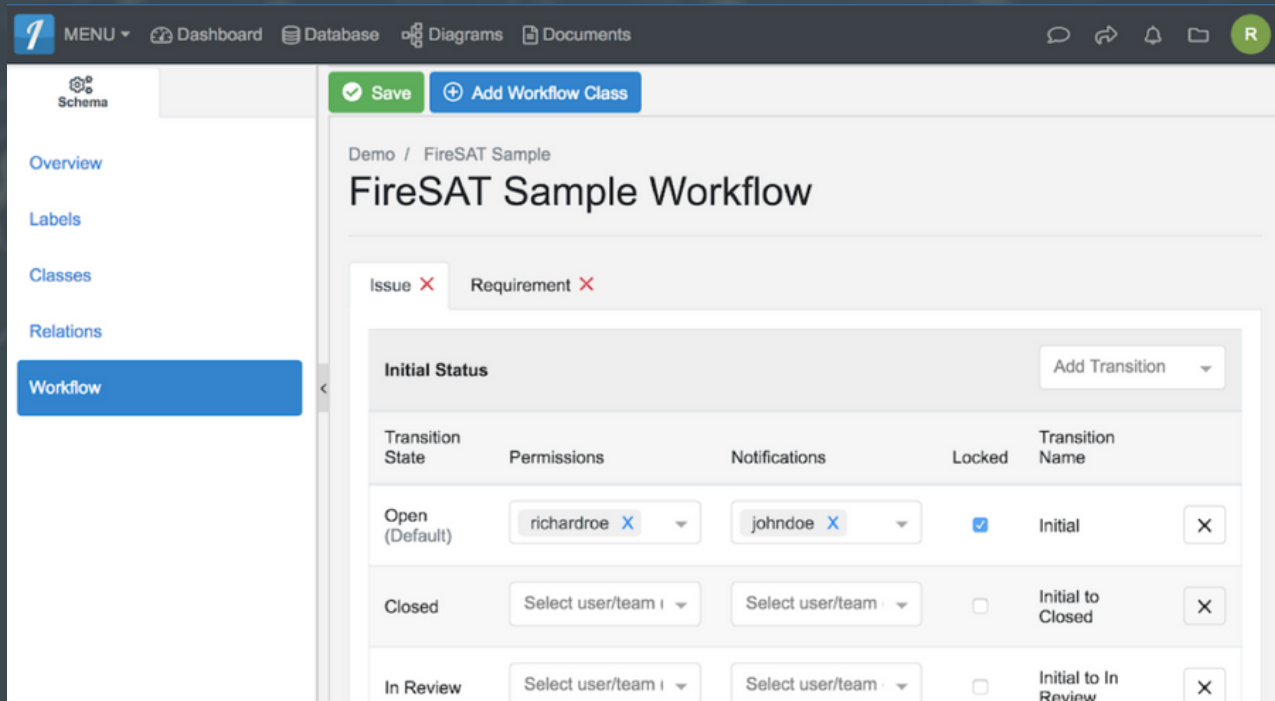 MENU Dashboard Database Diagrams Documents R
Schema
Save Add Workflow Class
Overview
Labels
Classes
Relations
Workflow
Demo / FireSAT Sample
FireSAT Sample Workflow
Issue Requirement
Initial Status Add Transition
Transition State Permissions Notifications Locked Transition Name
Open richardroe X johndoe X Initial
(Default)
Closed Select user/team Select user/team Initial to
Closed
In Review Select user/team Select user/team Initial to In
Review